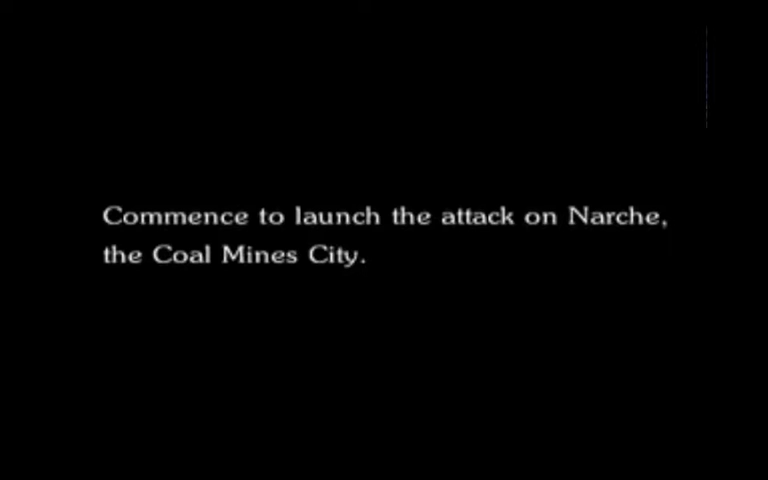 Commence to launch the attack on Narche,
the Coal Mines City.